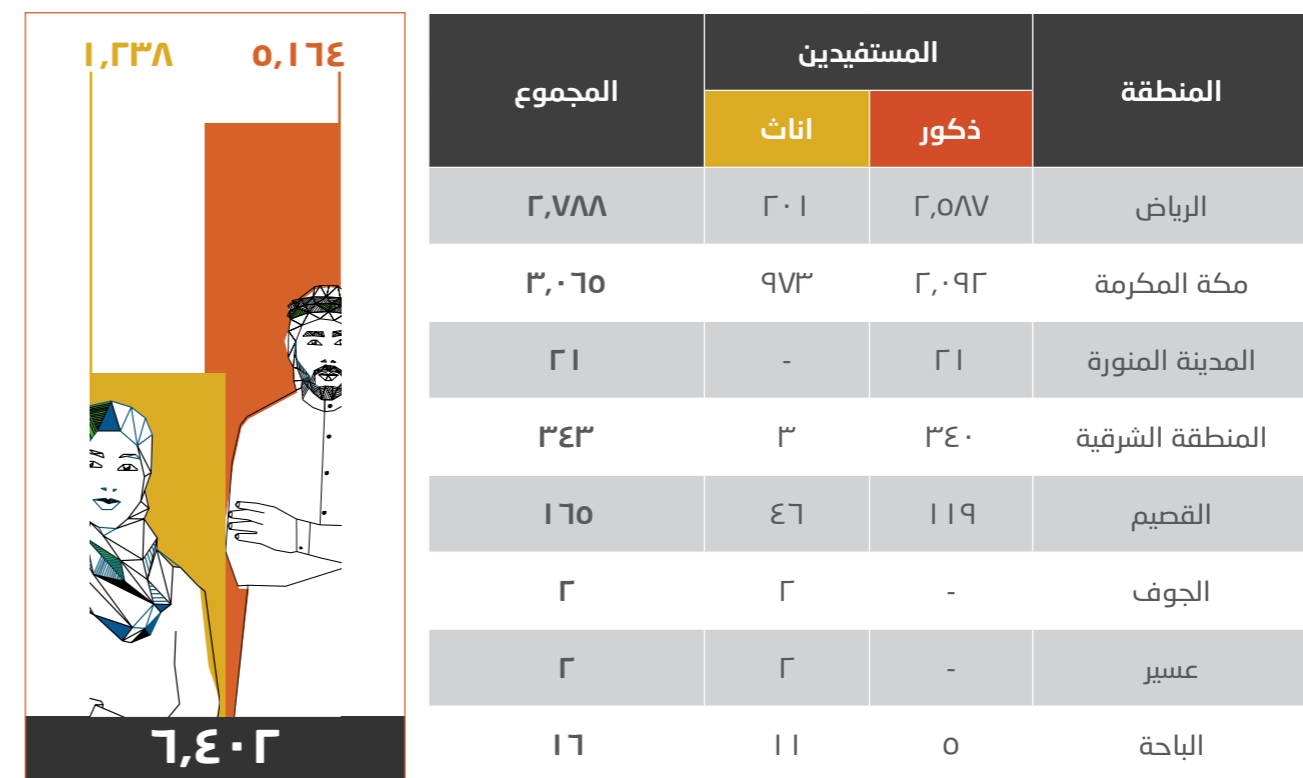 المنطقة المستفيدين المجموع
ذكور اناث
الرياض ٢,٥٨٧ ٢٠١ ٢,٧٨٨
مكة المكرمة ٢,٠٩٢ ٩٧٣ ٣,٠٦٥
المدينة المنورة ٢١ - ٢١
المنطقة الشرقية ٣٤٠ ٣ ٣٤٣
القصيم ١١٩ ٤٦ ١٦٥
الجوف - ٢ ٢
عسير - ٢ ٢
الباحة ٥ ١١ ١٦
٥,١٦٤ ١,٢٣٨
٦,٤٠٢